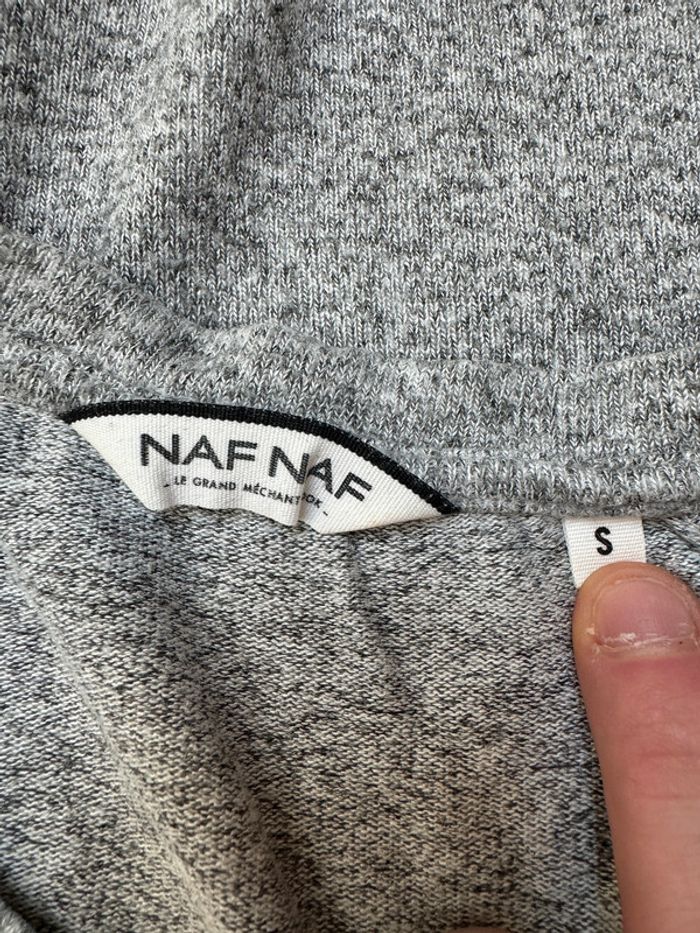 NAF NAF
- LE GRAND MÉCHANT LOOK -
S